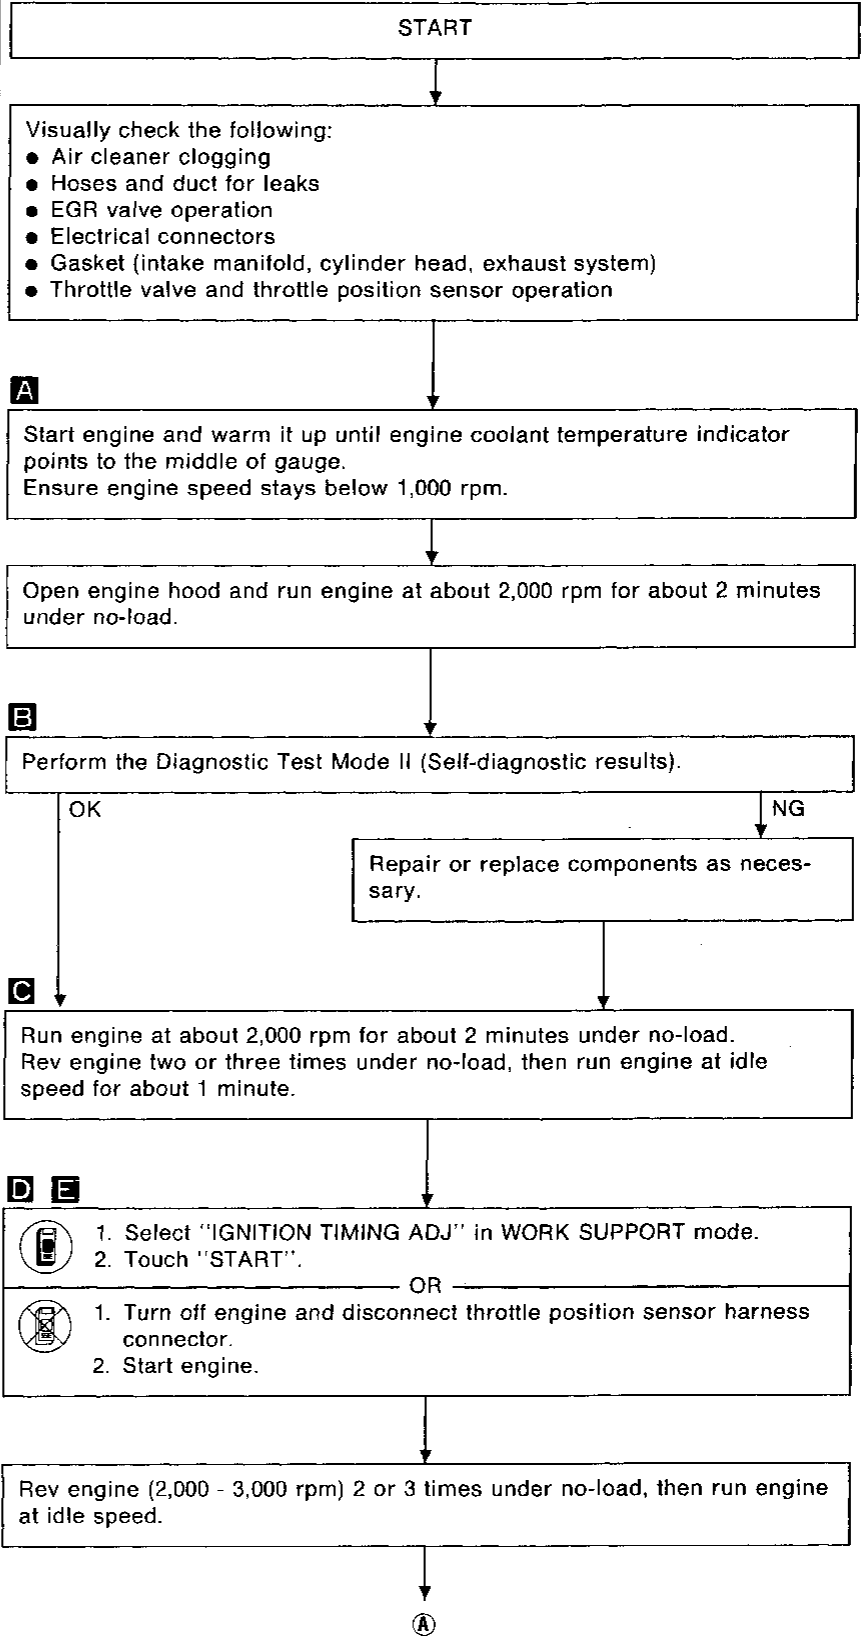 START
Visually check the following:
● Air cleaner clogging
● Hoses and duct for leaks
● EGR valve operation
● Electrical connectors
● Gasket (intake manifold, cylinder head, exhaust system)
● Throttle valve and throttle position sensor operation
A
Start engine and warm it up until engine coolant temperature indicator
points to the middle of gauge.
Ensure engine speed stays below 1,000 rpm.
Open engine hood and run engine at about 2,000 rpm for about 2 minutes
under no-load.
B
Perform the Diagnostic Test Mode II (Self-diagnostic results).
OK
NG
Repair or replace components as neces-
sary.
C
Run engine at about 2,000 rpm for about 2 minutes under no-load.
Rev engine two or three times under no-load, then run engine at idle
speed for about 1 minute.
D E
1. Select "IGNITION TIMING ADJ" in WORK SUPPORT mode.
2. Touch "START".
OR
1. Turn off engine and disconnect throttle position sensor harness
connector.
2. Start engine.
Rev engine (2,000 - 3,000 rpm) 2 or 3 times under no-load, then run engine
at idle speed.
Ⓐ